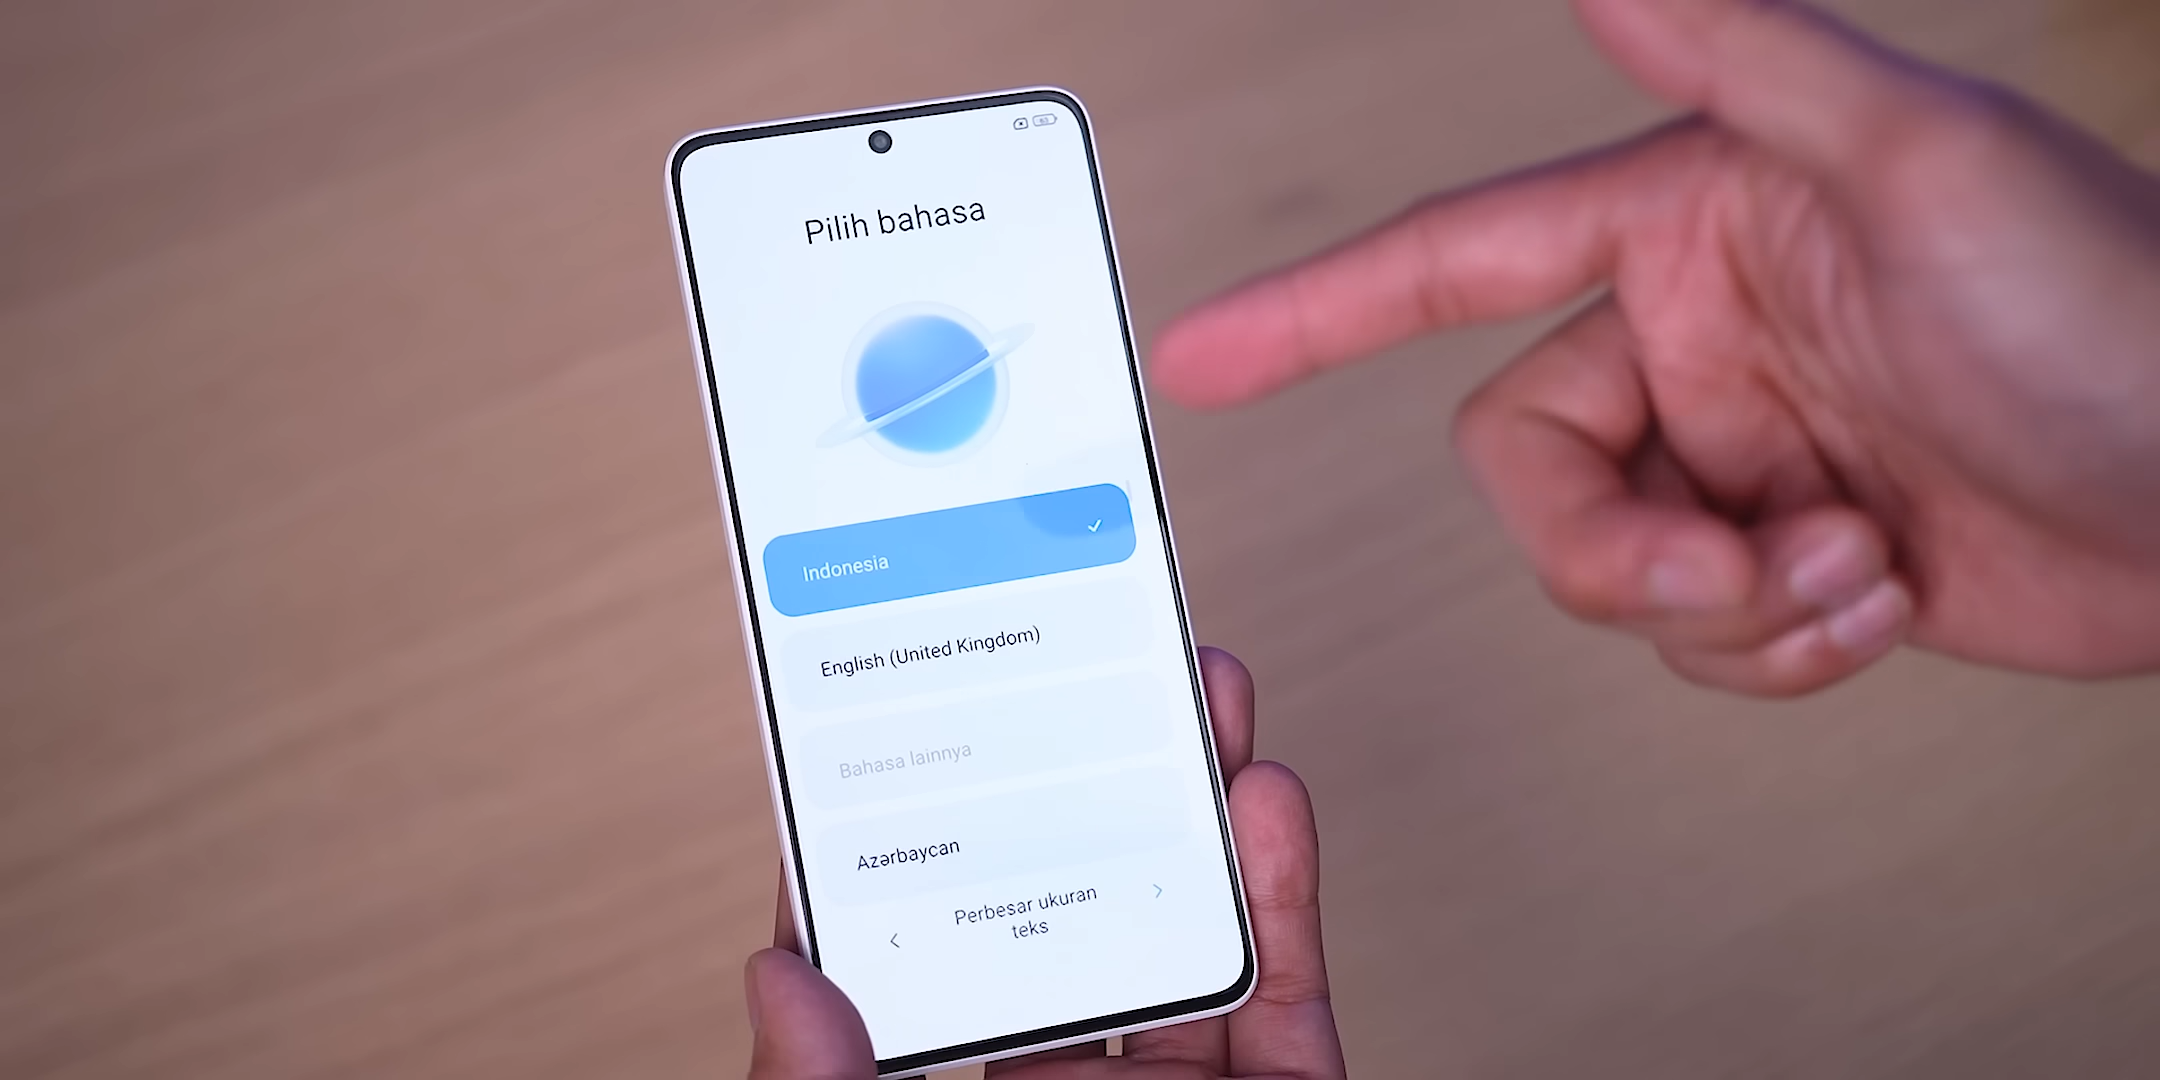 Pilih bahasa
Indonesia
English (United Kingdom)
Bahasa lainnya
Azərbaycan
Perbesar ukuran
teks